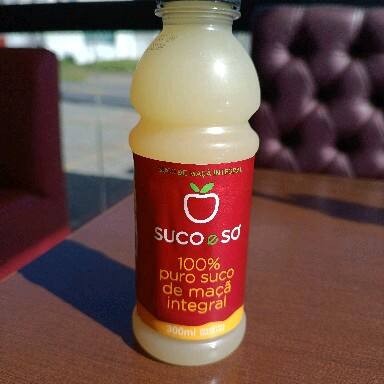 SUCO DE MAÇÃ INTEGRAL
SUCO e SÓ
100%
puro suco
de maçã
integral
300ml